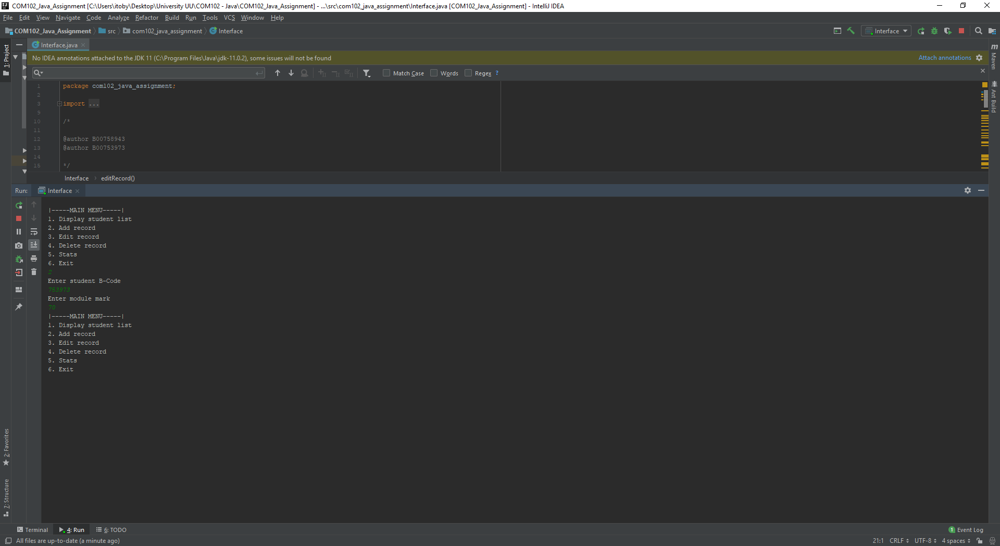 COM102_Java_Assignment [C:\Users\itoby\Desktop\University UU\COM102 - Java\COM102_Java_Assignment] - ...\src\com102_java_assignment\Interface.java [COM102_Java_Assignment] - IntelliJ IDEA
File Edit View Navigate Code Analyze Refactor Build Run Tools VCS Window Help
COM102_Java_Assignment src com102_java_assignment Interface
Interface
1: Project
Interface.java
No IDEA annotations attached to the JDK 11 (C:\Program Files\Java\jdk-11.0.2), some issues will not be found
Attach annotations
Match Case Words Regex ?
1 package com102_java_assignment;
2
3 import ...
9
10 /*
11
12 @author B00758943
13 @author B00753973
14
15 */
Interface › editRecord()
m Maven
Ant Build
Run: Interface
|-----MAIN MENU-----|
1. Display student list
2. Add record
3. Edit record
4. Delete record
5. Stats
6. Exit
2
Enter student B-Code
753973
Enter module mark
70
|-----MAIN MENU-----|
1. Display student list
2. Add record
3. Edit record
4. Delete record
5. Stats
6. Exit
2: Favorites
7: Structure
Terminal 4: Run 6: TODO
1 Event Log
All files are up-to-date (a minute ago)
21:1 CRLF UTF-8 4 spaces